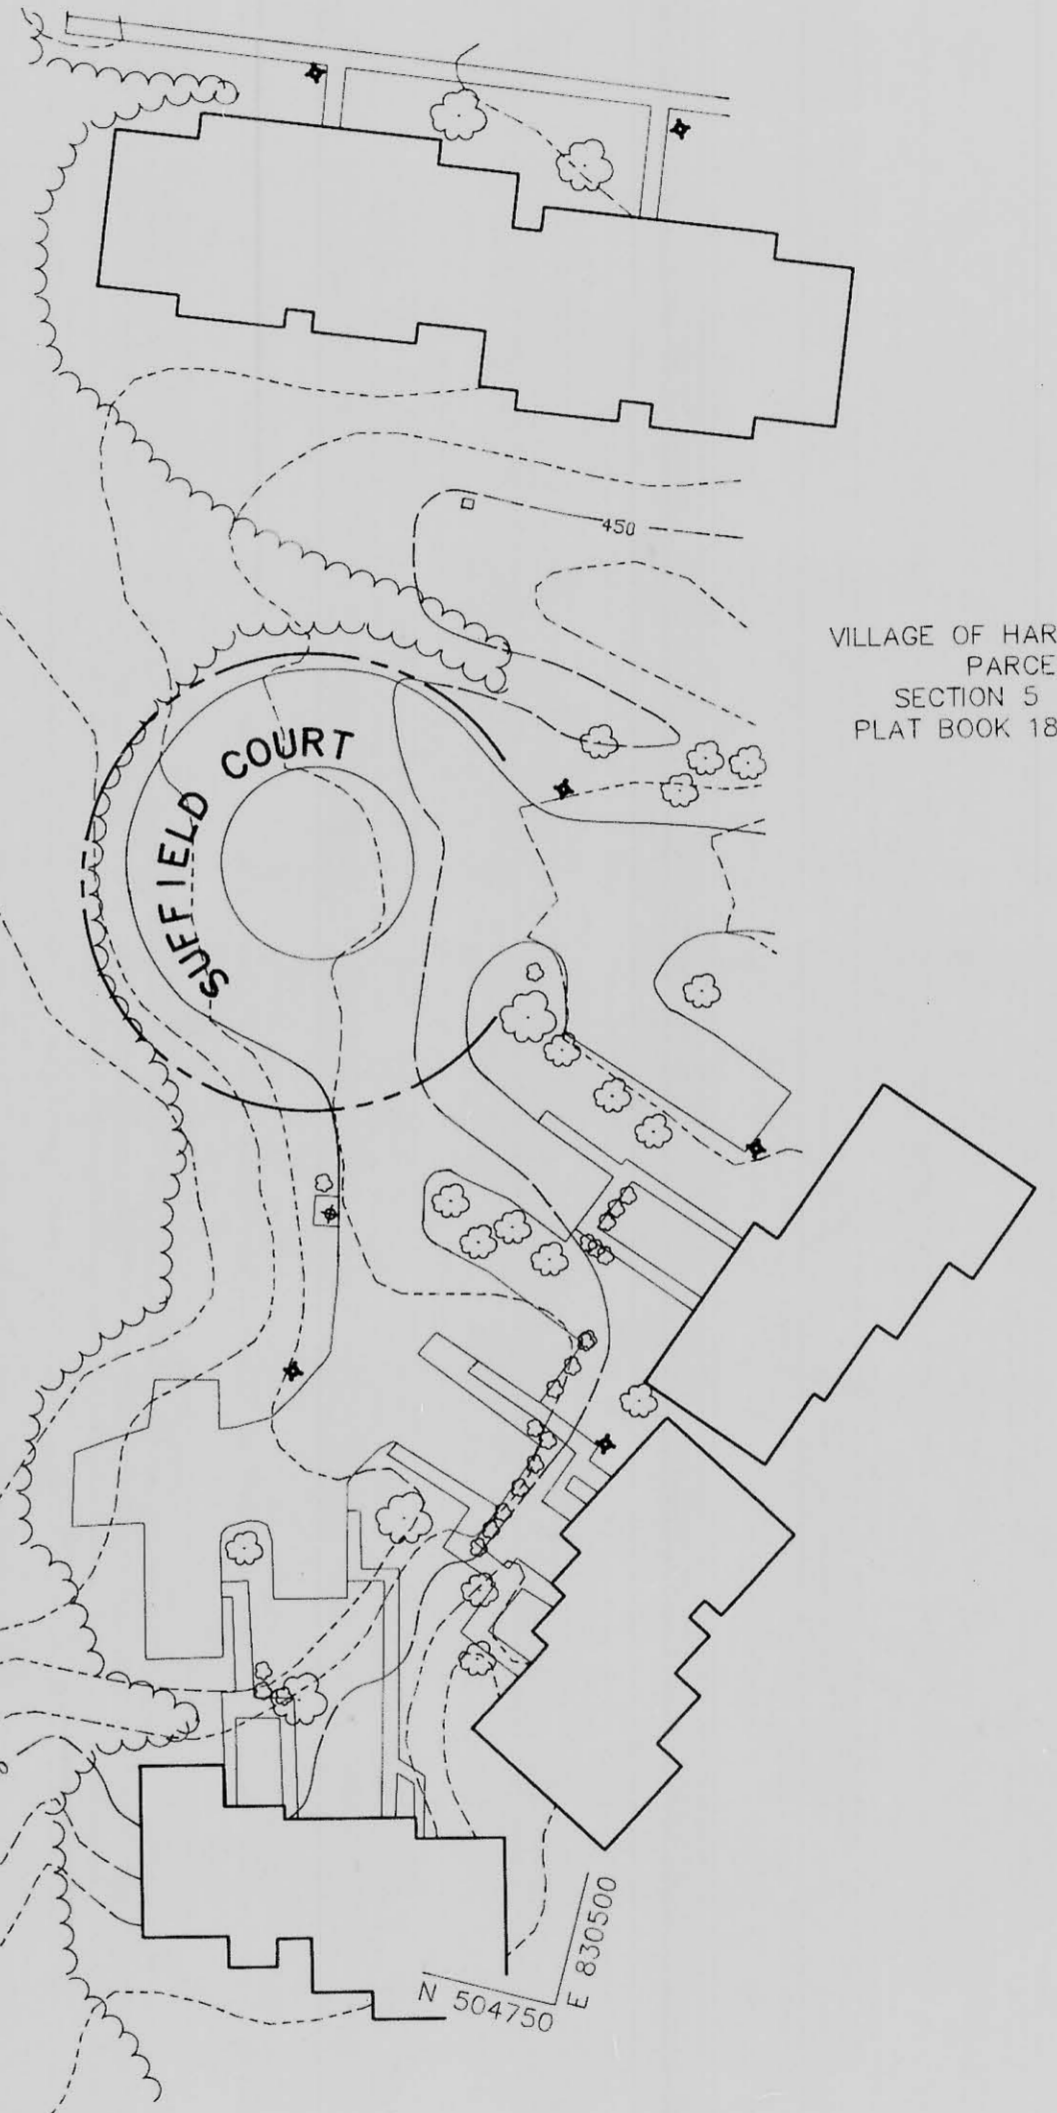 450
VILLAGE OF HAR
PARCE
SECTION 5
PLAT BOOK 18
SUFFIELD COURT
E 830500
N 504750